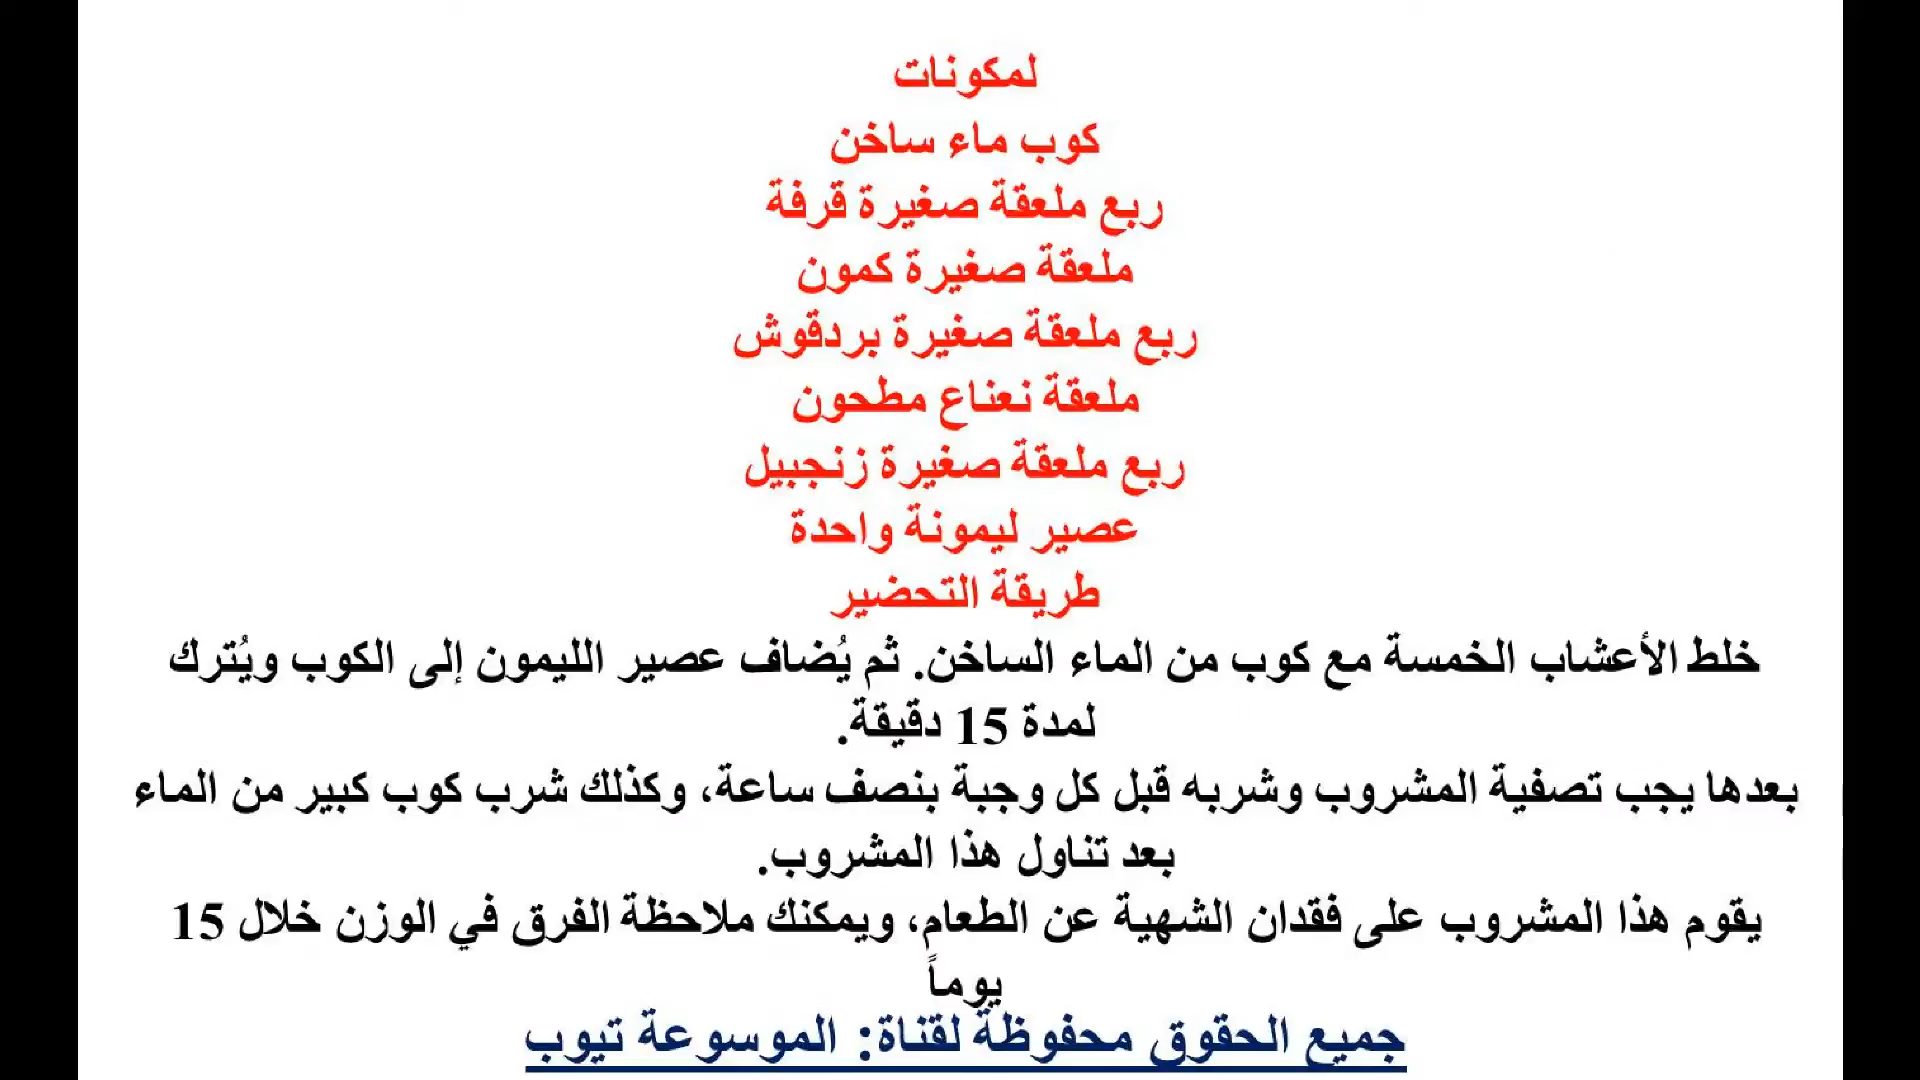 لمكونات
كوب ماء ساخن
ربع ملعقة صغيرة قرفة
ملعقة صغيرة كمون
ربع ملعقة صغيرة بردقوش
ملعقة نعناع مطحون
ربع ملعقة صغيرة زنجبيل
عصير ليمونة واحدة
طريقة التحضير
خلط الأعشاب الخمسة مع كوب من الماء الساخن. ثم يُضاف عصير الليمون إلى الكوب ويُترك
لمدة 15 دقيقة.
بعدها يجب تصفية المشروب وشربه قبل كل وجبة بنصف ساعة، وكذلك شرب كوب كبير من الماء
بعد تناول هذا المشروب.
يقوم هذا المشروب على فقدان الشهية عن الطعام، ويمكنك ملاحظة الفرق في الوزن خلال 15
يوماً
جميع الحقوق محفوظة لقناة: الموسوعة تيوب